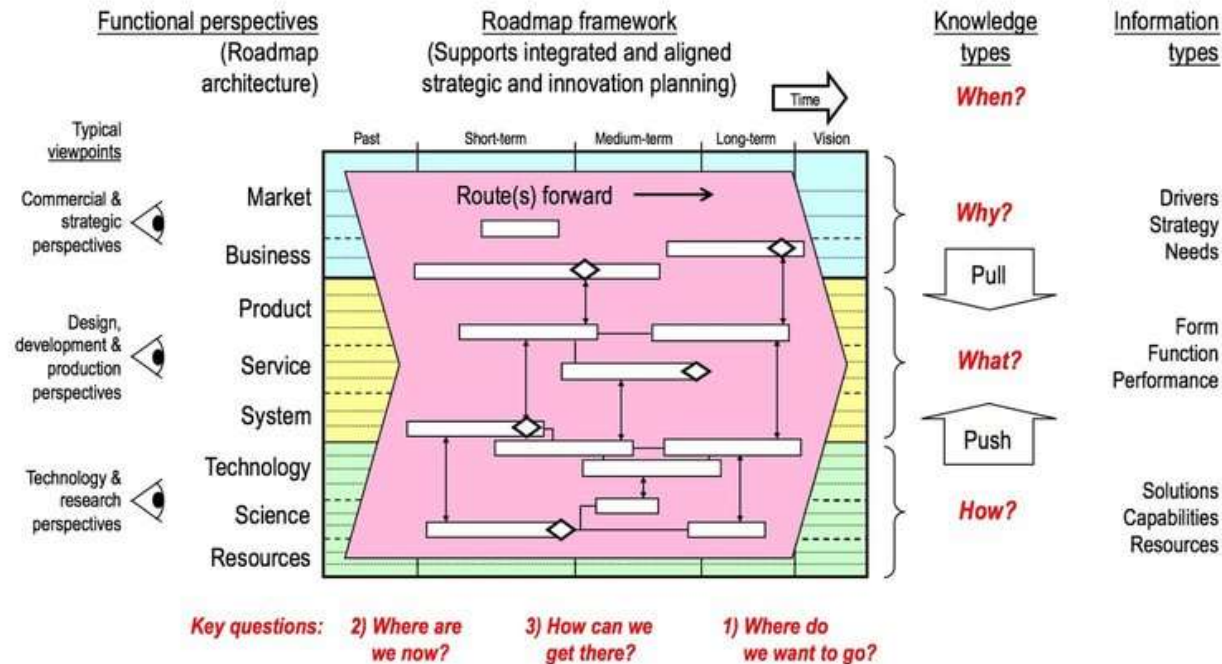 Functional perspectives
(Roadmap
architecture)
Roadmap framework
(Supports integrated and aligned
strategic and innovation planning)
Knowledge
types
Information
types
Time
When?
Typical
viewpoints
Past
Short-term
Medium-term
Long-term
Vision
Commercial &
strategic
perspectives
Market
Business
Route(s) forward
Why?
Drivers
Strategy
Needs
Pull
Design,
development &
production
perspectives
Product
Service
System
What?
Form
Function
Performance
Push
Technology &
research
perspectives
Technology
Science
Resources
How?
Solutions
Capabilities
Resources
Key questions:
2) Where are
we now?
3) How can we
get there?
1) Where do
we want to go?